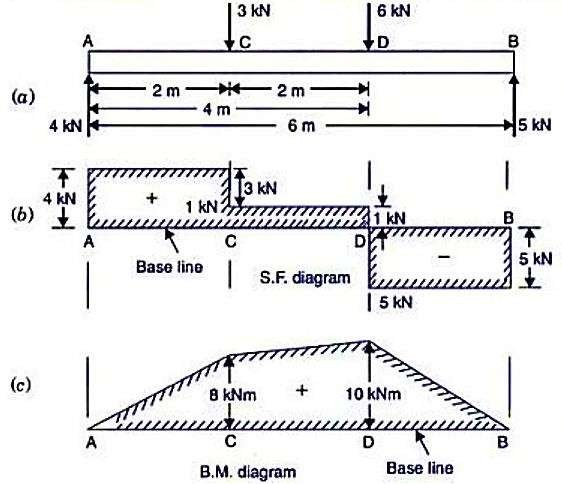 3 kN 6 kN
A C D B
2 m 2 m
(a)
4 m
4 kN 6 m 5 kN
4 kN + 3 kN
(b) 1 kN 1 kN
A C D B
Base line S.F. diagram − 5 kN
5 kN
(c) 8 kNm + 10 kNm
A C D B
B.M. diagram Base line